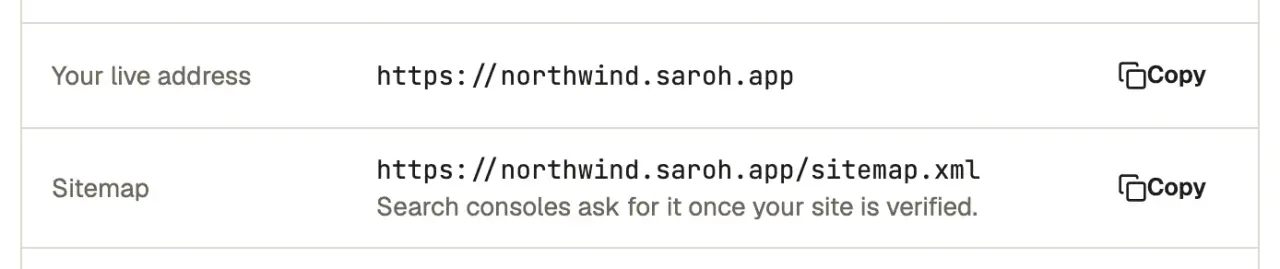 Your live address
https://northwind.saroh.app
Copy
Sitemap
https://northwind.saroh.app/sitemap.xml
Search consoles ask for it once your site is verified.
Copy